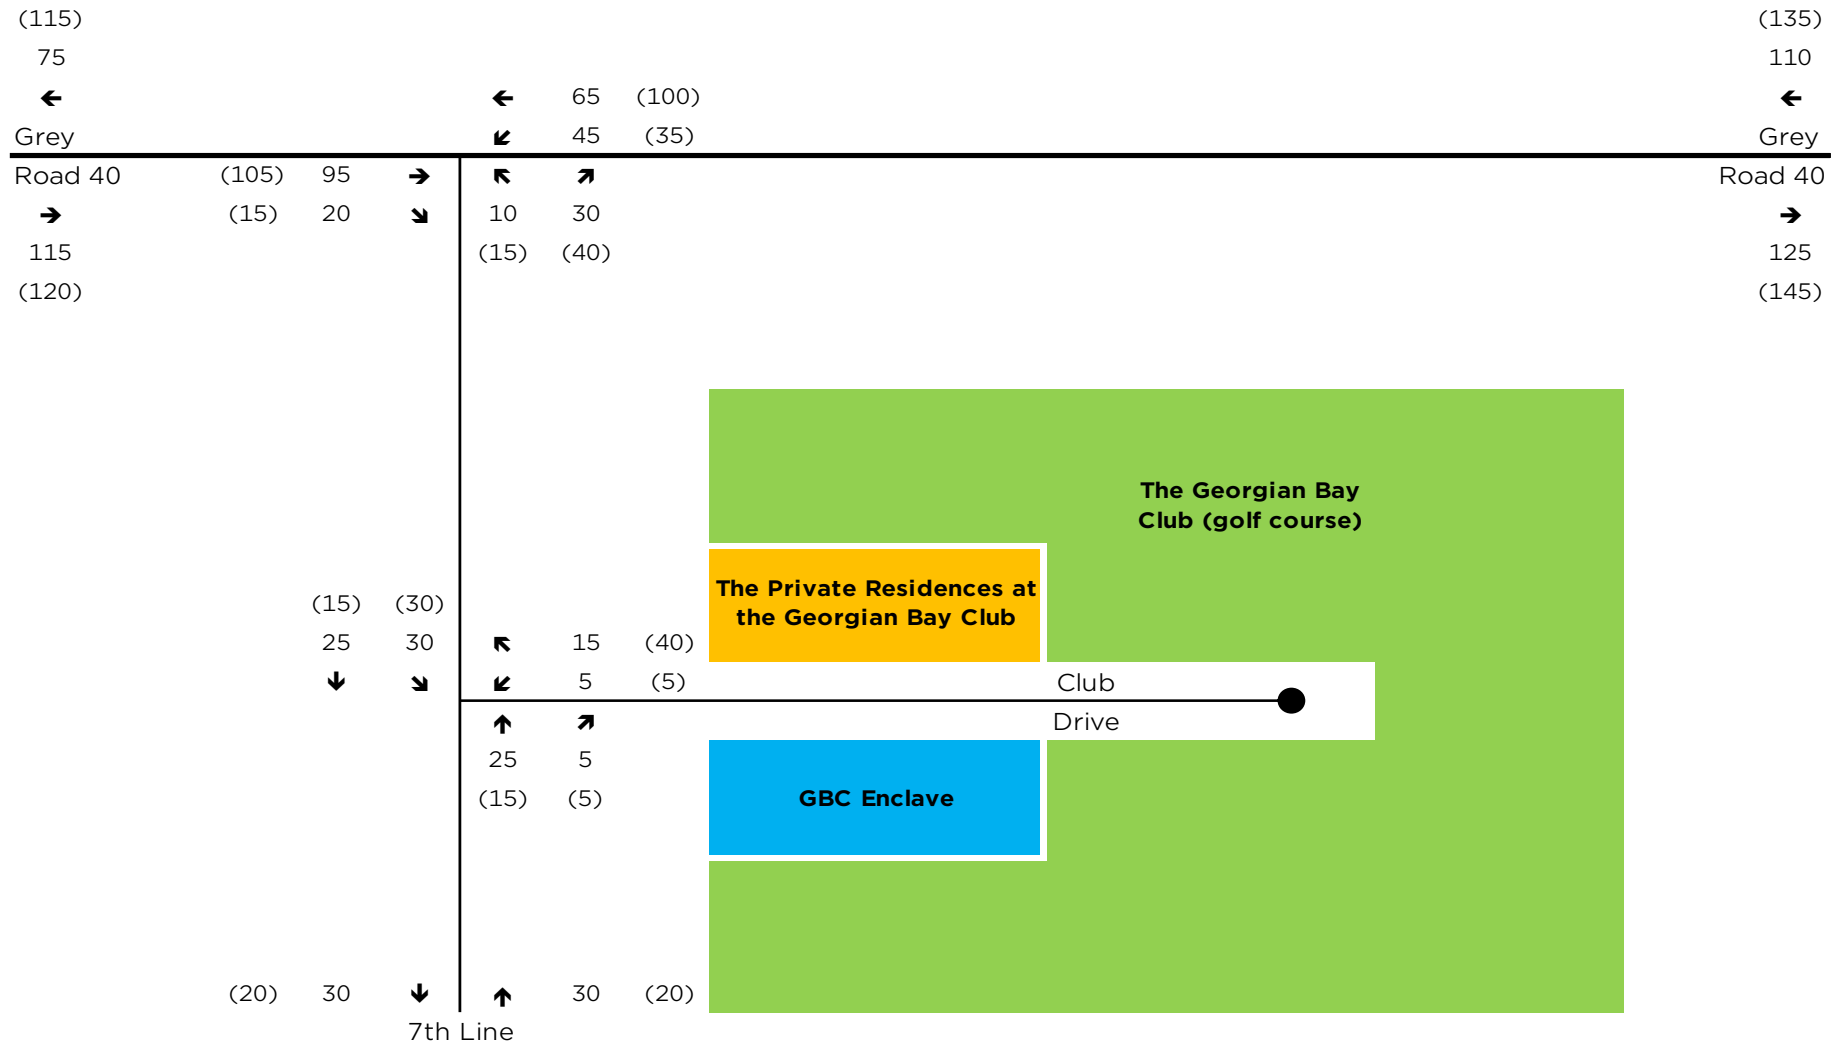 (115) (135)
75 110
← ← 65 (100) ←
Grey ↙ 45 (35) Grey
Road 40 (105) 95 → ↖ ↗ Road 40
→ (15) 20 ↘ 10 30 →
115 (15) (40) 125
(120) (145)
The Georgian Bay
Club (golf course)
The Private Residences at
the Georgian Bay Club
(15) (30)
25 30 ↖ 15 (40)
↓ ↘ ↙ 5 (5) Club
↑ ↗ Drive
25 5
(15) (5) GBC Enclave
(20) 30 ↓ ↑ 30 (20)
7th Line